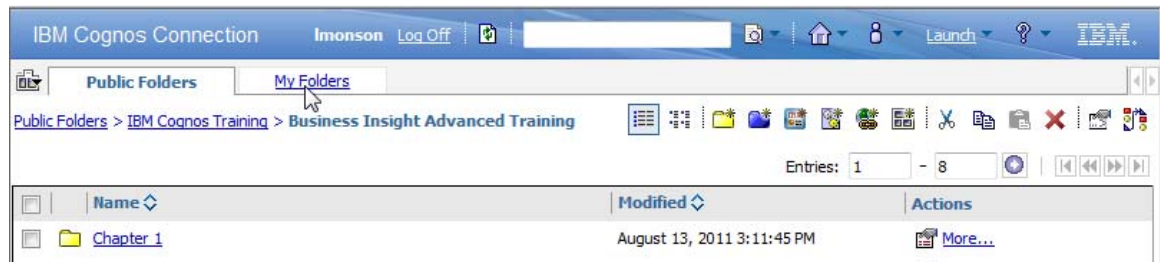 IBM Cognos Connection lmonson Log Off Launch IBM.
Public Folders My Folders
Public Folders > IBM Cognos Training > Business Insight Advanced Training
Entries: 1 - 8
Name Modified Actions
Chapter 1 August 13, 2011 3:11:45 PM More...